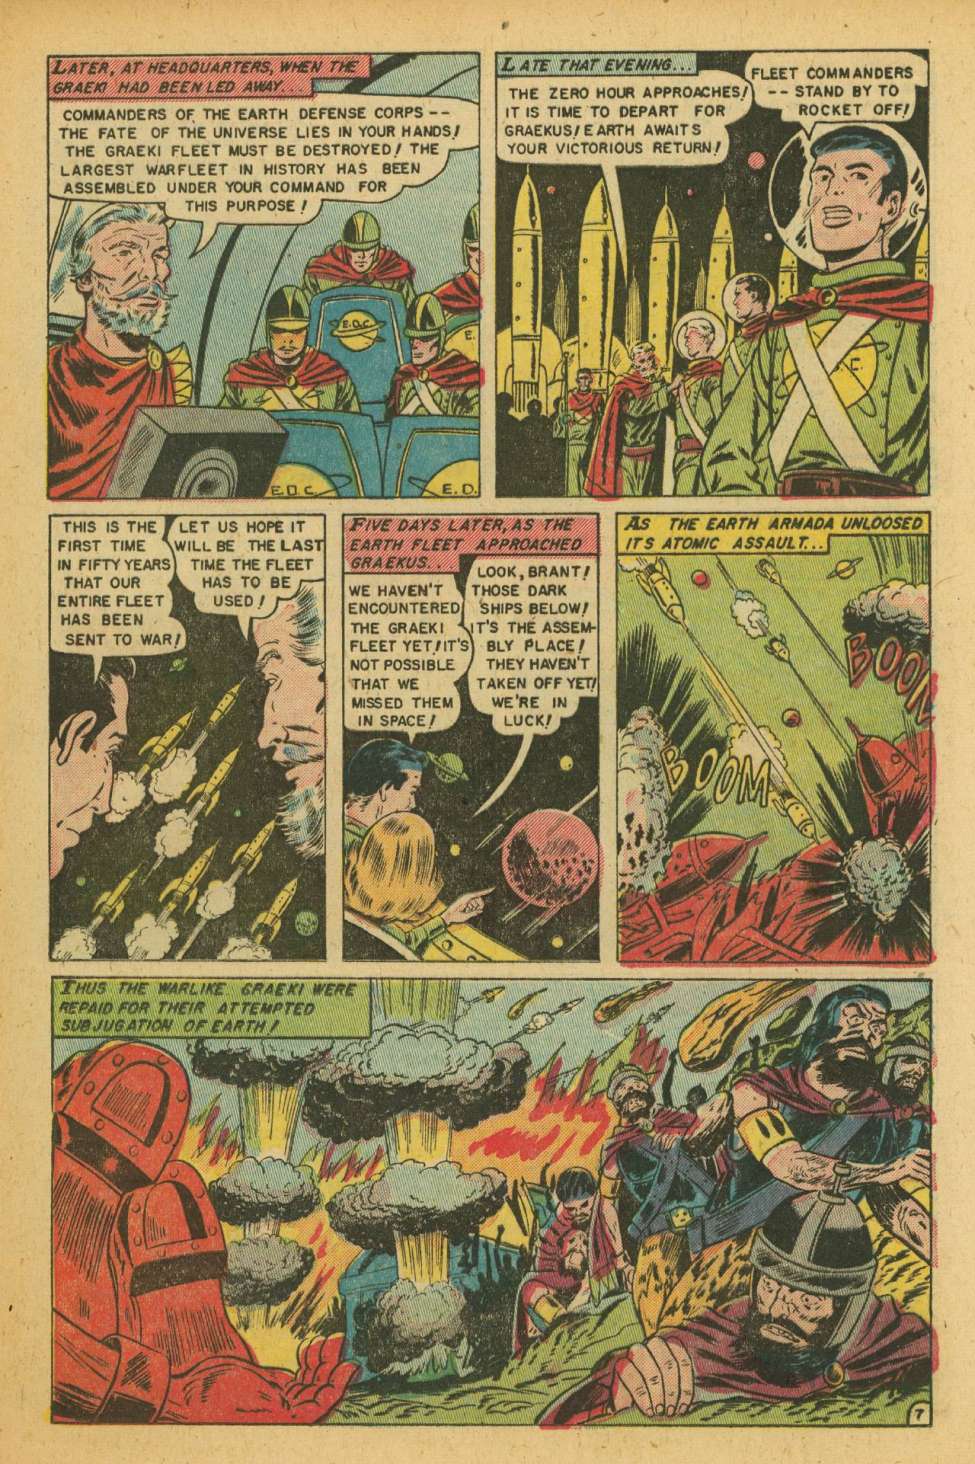 LATER, AT HEADQUARTERS, WHEN THE
GRAEKI HAD BEEN LED AWAY...
COMMANDERS OF THE EARTH DEFENSE CORPS --
THE FATE OF THE UNIVERSE LIES IN YOUR HANDS!
THE GRAEKI FLEET MUST BE DESTROYED! THE
LARGEST WARFLEET IN HISTORY HAS BEEN
ASSEMBLED UNDER YOUR COMMAND FOR
THIS PURPOSE!
E.D.C.
E.
E.D.C.
E.D.
LATE THAT EVENING...
THE ZERO HOUR APPROACHES!
IT IS TIME TO DEPART FOR
GRAEKUS! EARTH AWAITS
YOUR VICTORIOUS RETURN!
FLEET COMMANDERS
-- STAND BY TO
ROCKET OFF!
THIS IS THE
FIRST TIME
IN FIFTY YEARS
THAT OUR
ENTIRE FLEET
HAS BEEN
SENT TO WAR!
LET US HOPE IT
WILL BE THE LAST
TIME THE FLEET
HAS TO BE
USED!
FIVE DAYS LATER, AS THE
EARTH FLEET APPROACHED
GRAEKUS...
WE HAVEN'T
ENCOUNTERED
THE GRAEKI
FLEET YET! IT'S
NOT POSSIBLE
THAT WE
MISSED THEM
IN SPACE!
LOOK, BRANT!
THOSE DARK
SHIPS BELOW!
IT'S THE ASSEM-
BLY PLACE!
THEY HAVEN'T
TAKEN OFF YET!
WE'RE IN
LUCK!
AS THE EARTH ARMADA UNLOOSED
ITS ATOMIC ASSAULT...
BOOM
BOOM
THUS THE WARLIKE GRAEKI WERE
REPAID FOR THEIR ATTEMPTED
SUBJUGATION OF EARTH!
7